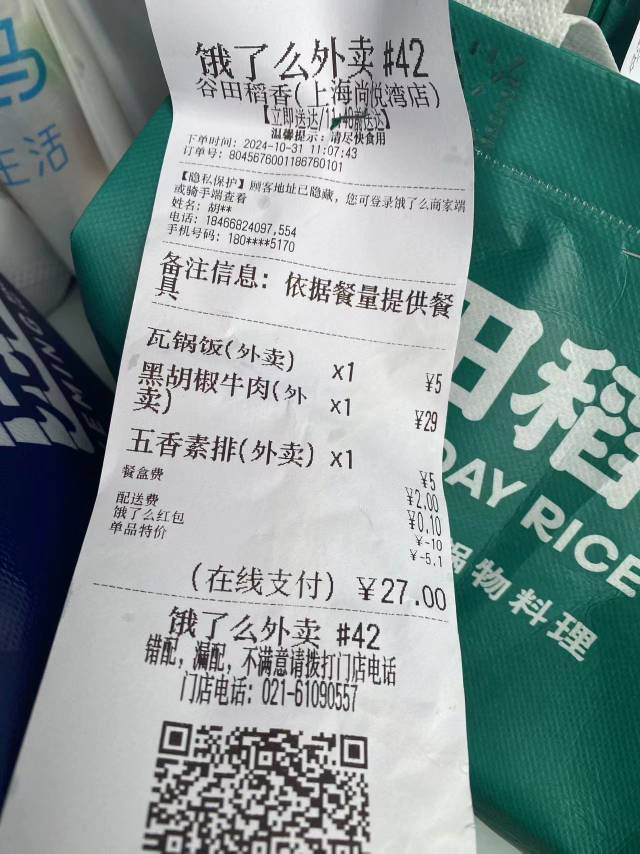 饿了么外卖 #42
谷田稻香(上海尚悦湾店)
【立即送达/11:40前送达】
温馨提示：请尽快食用
下单时间：2024-10-31 11:07:43
订单号：8045676001186760101
【隐私保护】顾客地址已隐藏，您可登录饿了么商家端
或骑手端查看
姓名：胡**
电话：18466824097,554
手机号码：180****5170
备注信息：依据餐量提供餐
具
瓦锅饭(外卖) x1 ¥5
黑胡椒牛肉(外
卖) x1 ¥29
五香素排(外卖) x1 ¥5
餐盒费 ¥2.00
配送费 ¥0.10
饿了么红包 ¥-10
单品特价 ¥-5.1
(在线支付) ¥27.00
饿了么外卖 #42
错配，漏配，不满意请拨打门店电话
门店电话：021-61090557
田稻
DAY RICE
锅物料理
生活